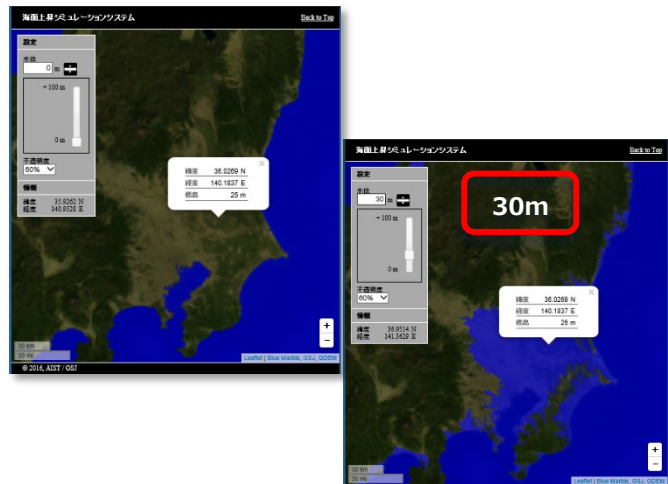 海面上昇シミュレーションシステム Back to Top
設定
水位
0 m
+ 100 m
0 m
不透明度
60%
情報
緯度 35.9262 N
経度 140.9528 E
×
緯度 36.0269 N
経度 140.1837 E
標高 25 m
+
−
30 km
30 mi
Leaflet | Blue Marble, GSJ, GDEM
© 2016, AIST / GSJ
海面上昇シミュレーションシステム Back to Top
設定
水位
30 m
+ 100 m
0 m
不透明度
60%
情報
緯度 36.9514 N
経度 141.3629 E
30m
×
緯度 36.0269 N
経度 140.1837 E
標高 25 m
+
−
30 km
30 mi
Leaflet | Blue Marble, GSJ, GDEM